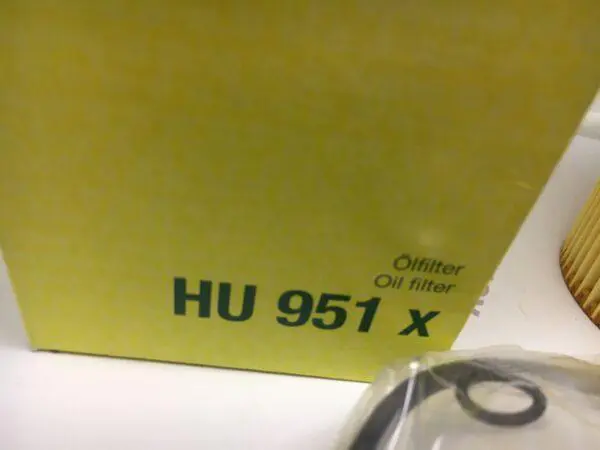 Ölfilter
Oil filter
HU 951 x